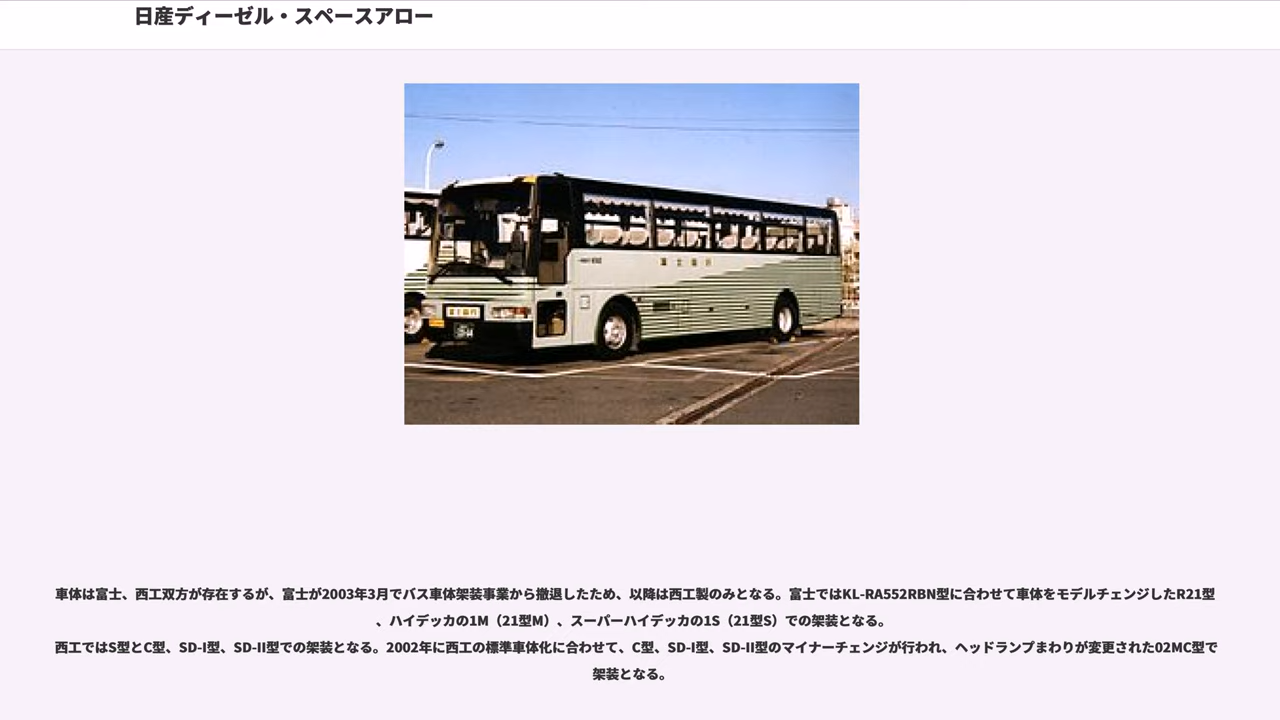 日産ディーゼル・スペースアロー
車体は富士、西工双方が存在するが、富士が2003年3月でバス車体架装事業から撤退したため、以降は西工製のみとなる。富士ではKL-RA552RBN型に合わせて車体をモデルチェンジしたR21型
、ハイデッカの1M（21型M）、スーパーハイデッカの1S（21型S）での架装となる。
西工ではS型とC型、SD-I型、SD-II型での架装となる。2002年に西工の標準車体化に合わせて、C型、SD-I型、SD-II型のマイナーチェンジが行われ、ヘッドランプまわりが変更された02MC型で
架装となる。